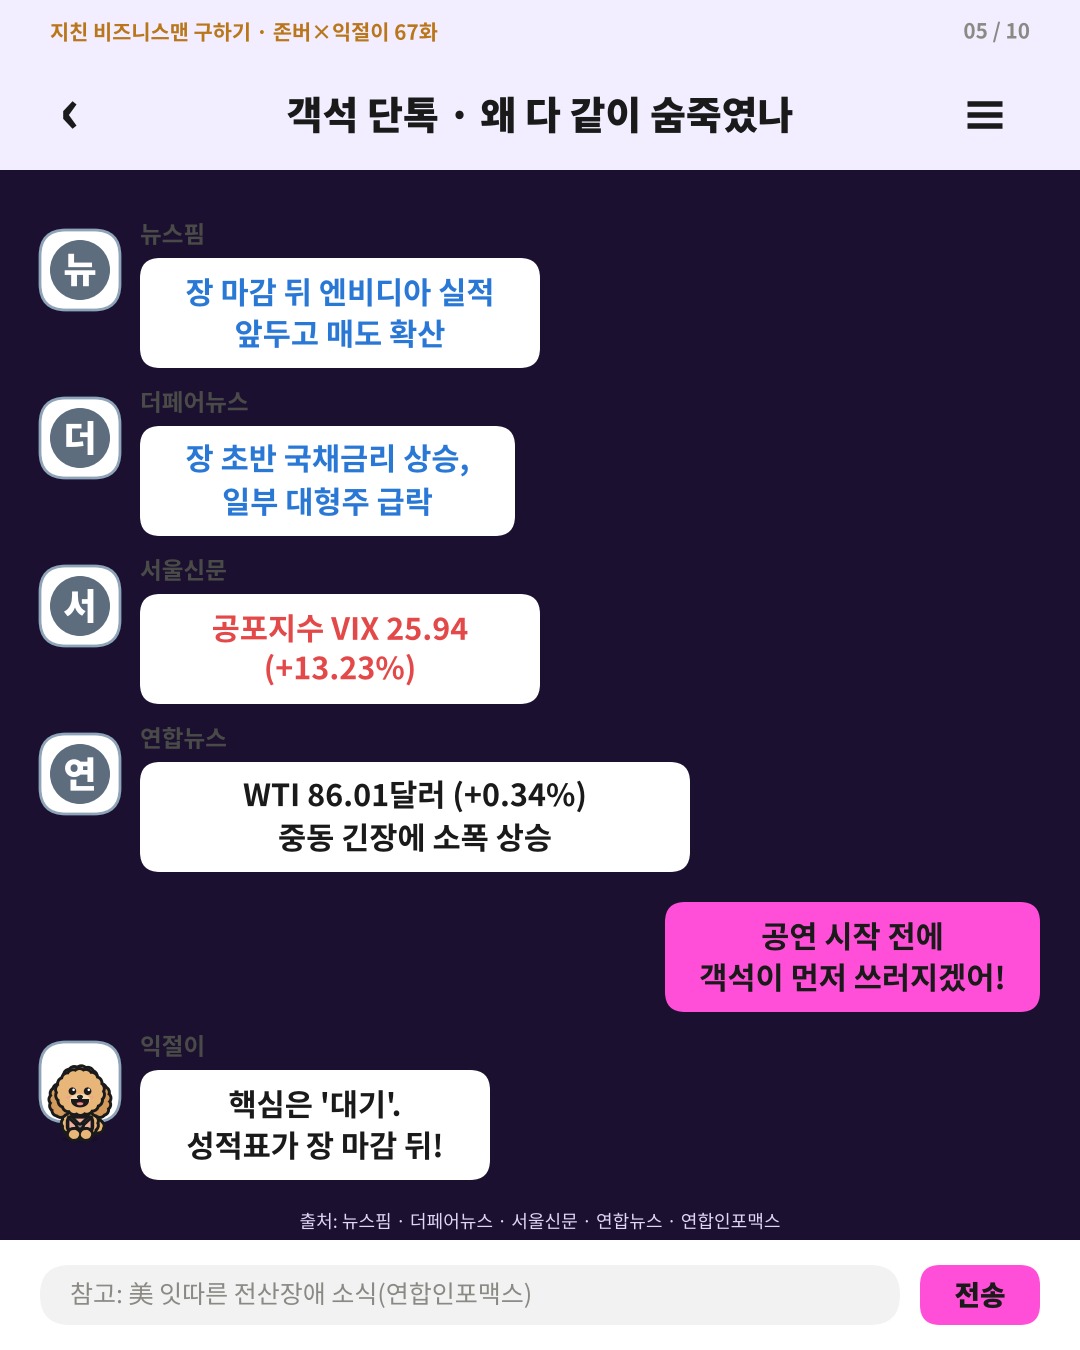 지친 비즈니스맨 구하기 · 존버×익절이 67화
05 / 10
객석 단톡 · 왜 다 같이 숨죽였나
뉴
뉴스핌
장 마감 뒤 엔비디아 실적
앞두고 매도 확산
더
더페어뉴스
장 초반 국채금리 상승,
일부 대형주 급락
서
서울신문
공포지수 VIX 25.94
(+13.23%)
연
연합뉴스
WTI 86.01달러 (+0.34%)
중동 긴장에 소폭 상승
공연 시작 전에
객석이 먼저 쓰러지겠어!
익절이
핵심은 '대기'.
성적표가 장 마감 뒤!
출처: 뉴스핌 · 더페어뉴스 · 서울신문 · 연합뉴스 · 연합인포맥스
참고: 美 잇따른 전산장애 소식(연합인포맥스)
전송